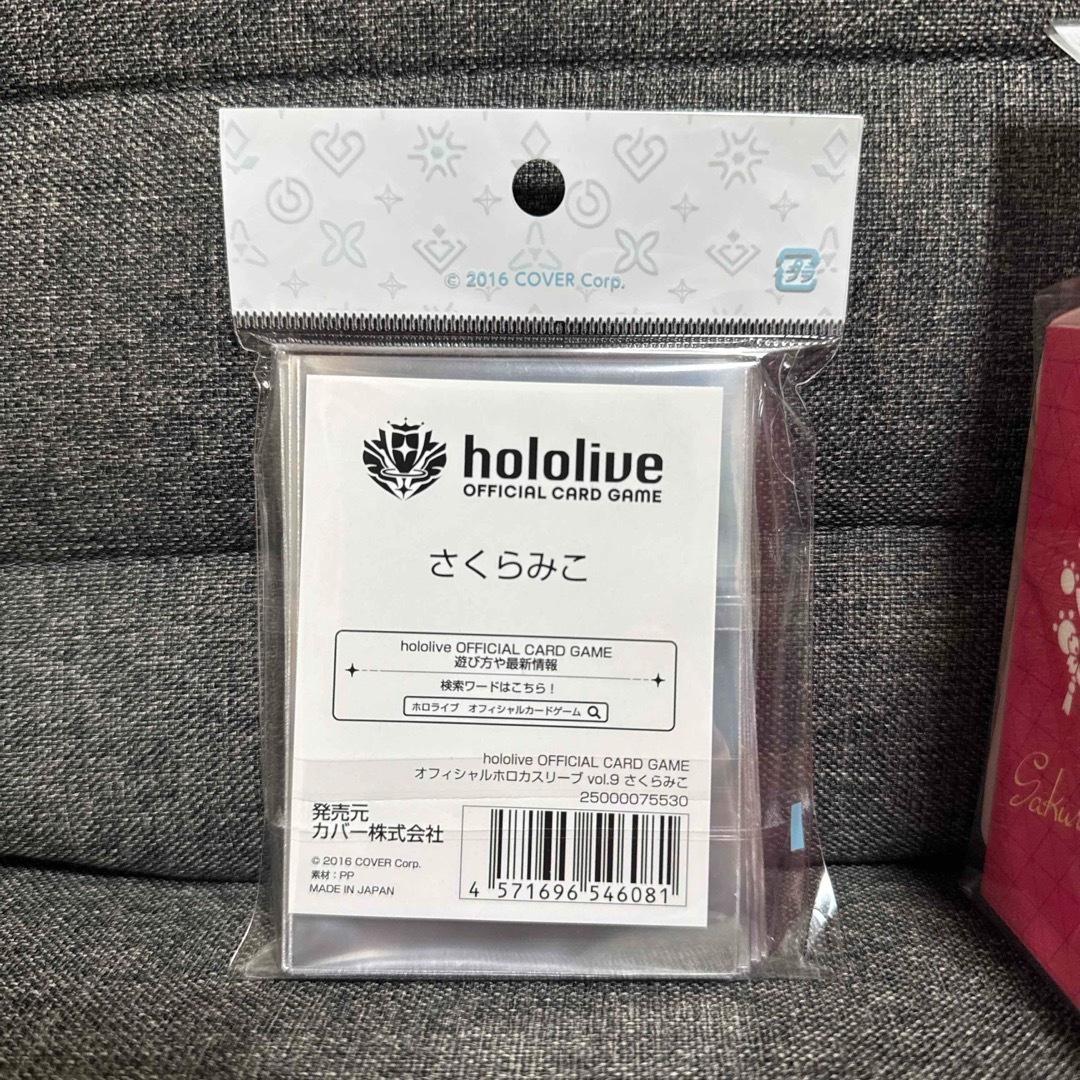 © 2016 COVER Corp.
プラ
hololive
OFFICIAL CARD GAME
さくらみこ
hololive OFFICIAL CARD GAME
遊び方や最新情報
検索ワードはこちら!
ホロライブ オフィシャルカードゲーム
hololive OFFICIAL CARD GAME
オフィシャルホロカスリーブ vol.9 さくらみこ
25000075530
発売元
カバー株式会社
© 2016 COVER Corp.
素材:PP
MADE IN JAPAN
4 571696 546081